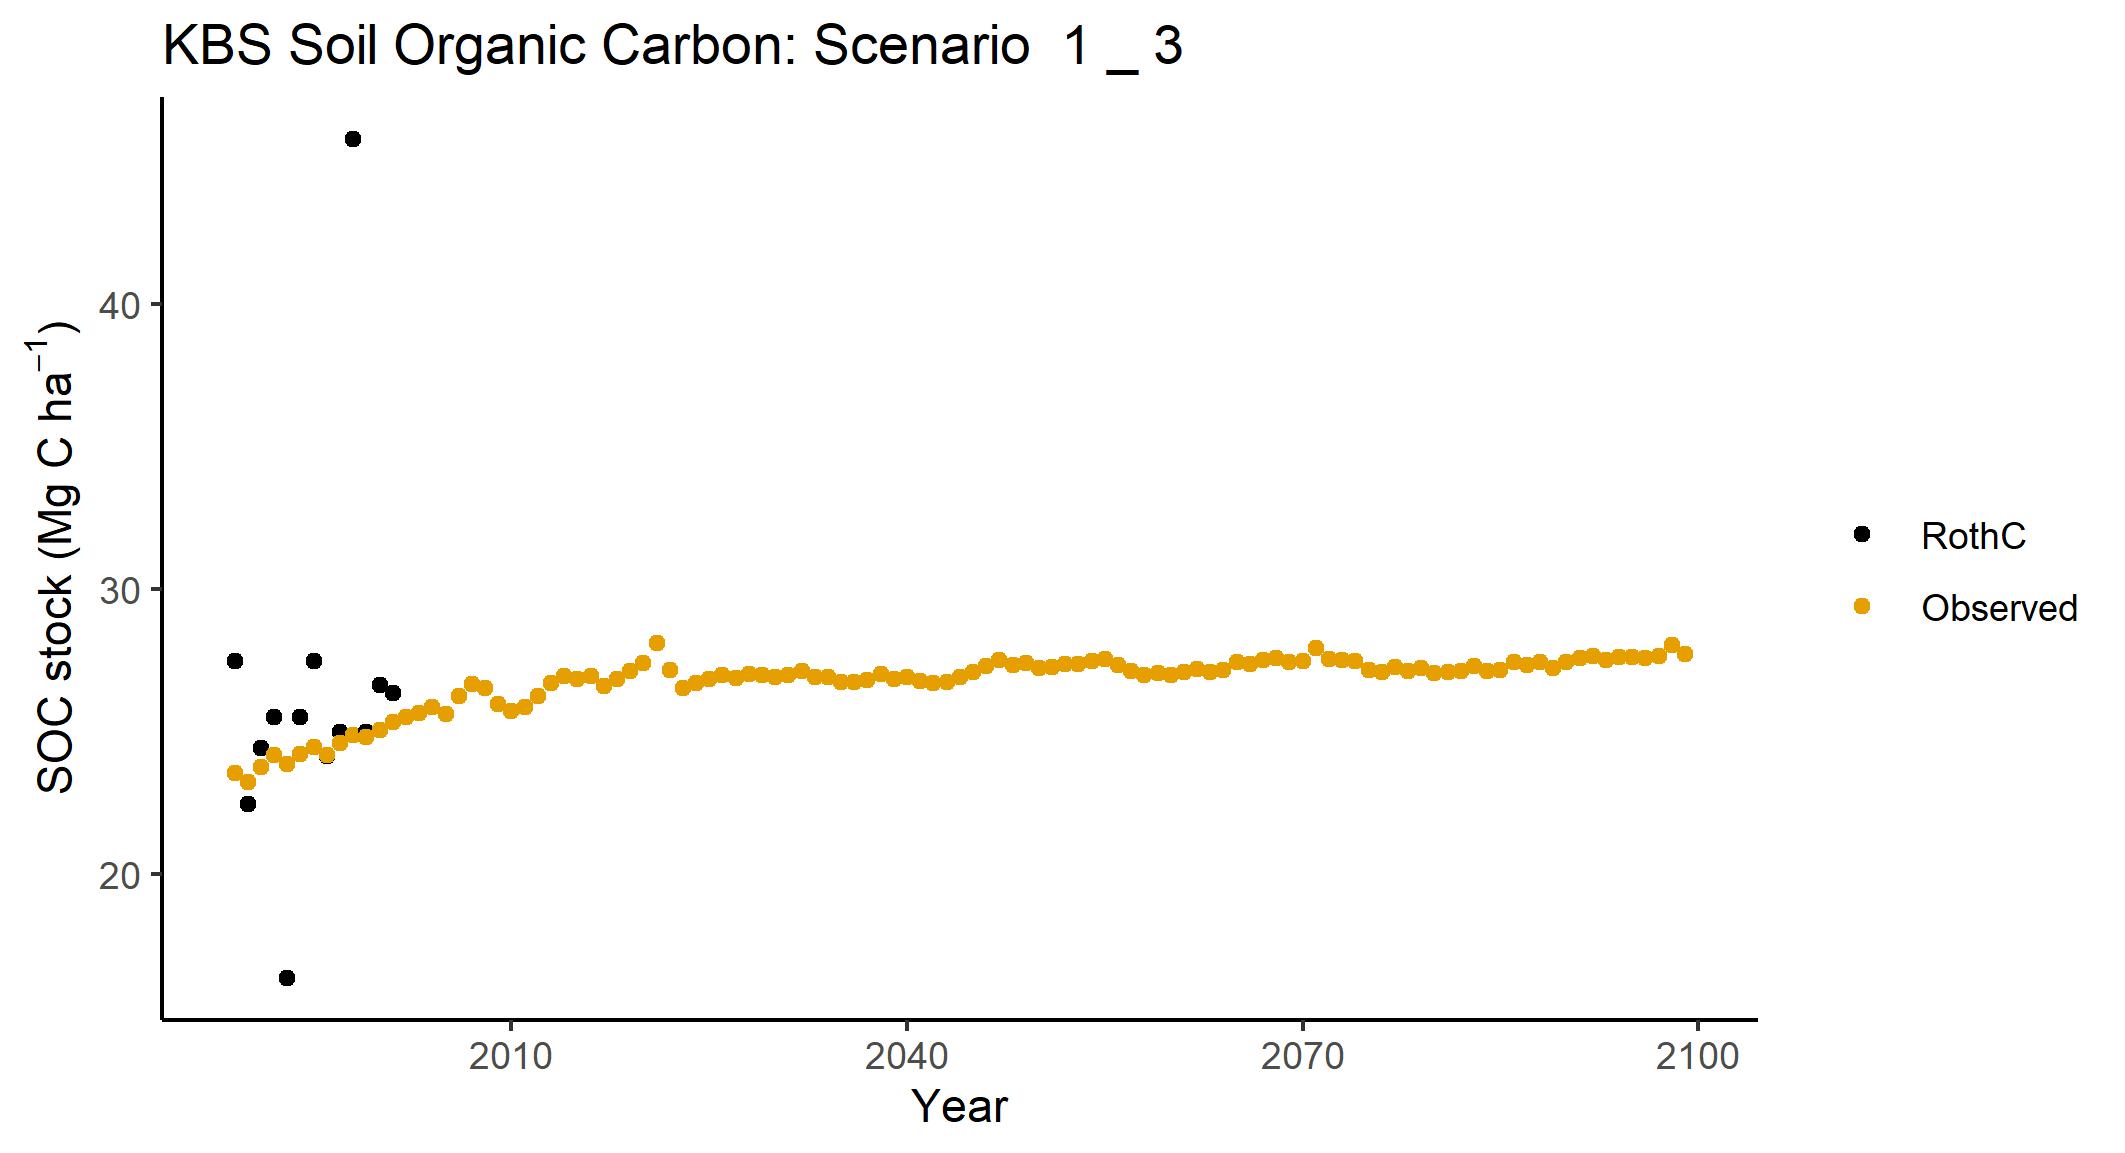 KBS Soil Organic Carbon: Scenario  1 _ 3
SOC stock (Mg C ha⁻¹)
40
30
20
2010
2040
2070
2100
Year
RothC
Observed